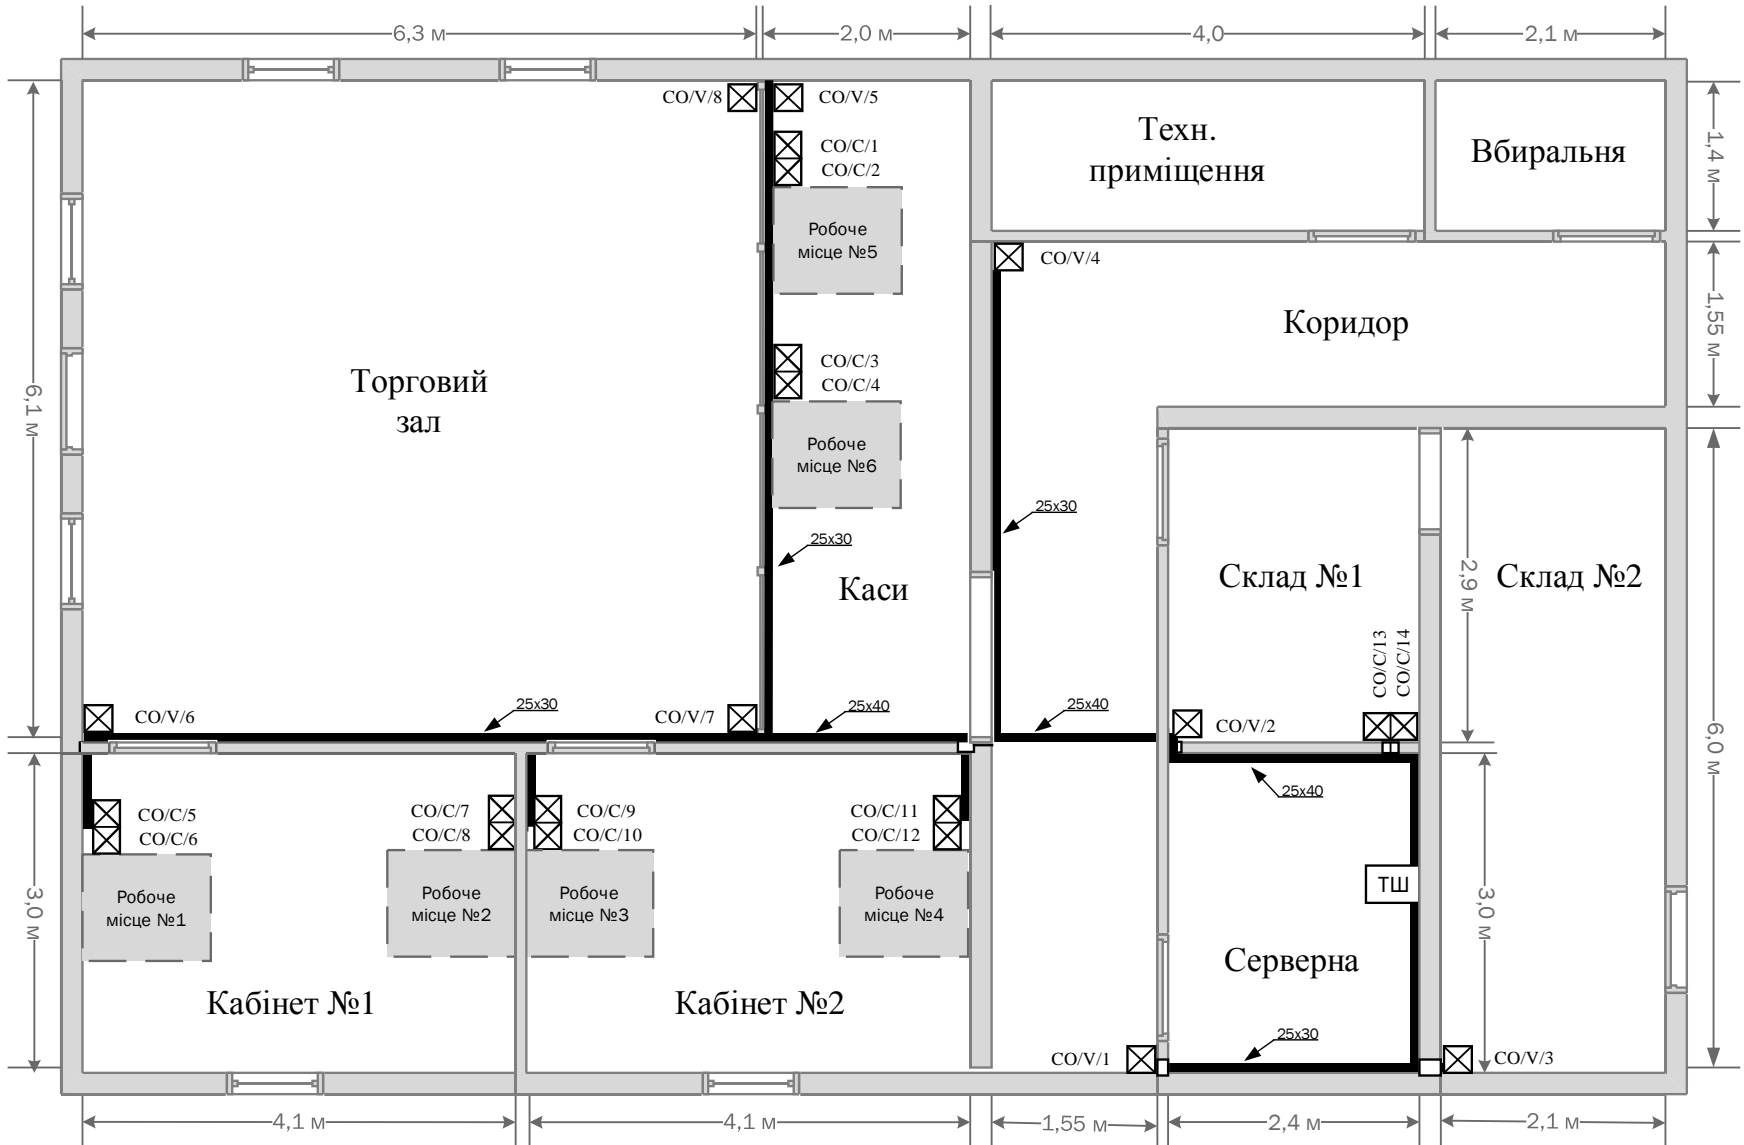 6,3 м
2,0 м
4,0
2,1 м
CO/V/8
CO/V/5
CO/C/1
CO/C/2
Техн.
приміщення
Вбиральня
1,4 м
Робоче
місце №5
CO/V/4
1,55 м
Коридор
Торговий
зал
6,1 м
CO/C/3
CO/C/4
Робоче
місце №6
25x30
25x30
Каси
Склад №1
2,9 м
Склад №2
CO/C/13
CO/C/14
CO/V/6
25x30
CO/V/7
25x40
25x40
CO/V/2
6,0 м
25x40
CO/C/5
CO/C/6
CO/C/7
CO/C/8
CO/C/9
CO/C/10
CO/C/11
CO/C/12
3,0 м
Робоче
місце №1
Робоче
місце №2
Робоче
місце №3
Робоче
місце №4
ТШ
3,0 м
Серверна
Кабінет №1
Кабінет №2
25x30
CO/V/1
CO/V/3
4,1 м
4,1 м
1,55 м
2,4 м
2,1 м